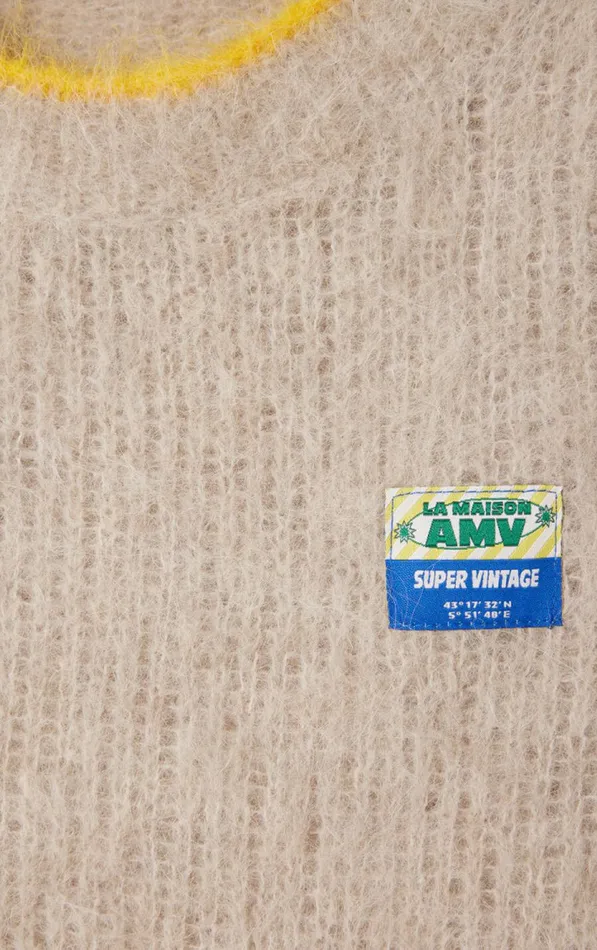 LA MAISON
AMV
SUPER VINTAGE
43° 17' 32' N
5° 51' 48' E